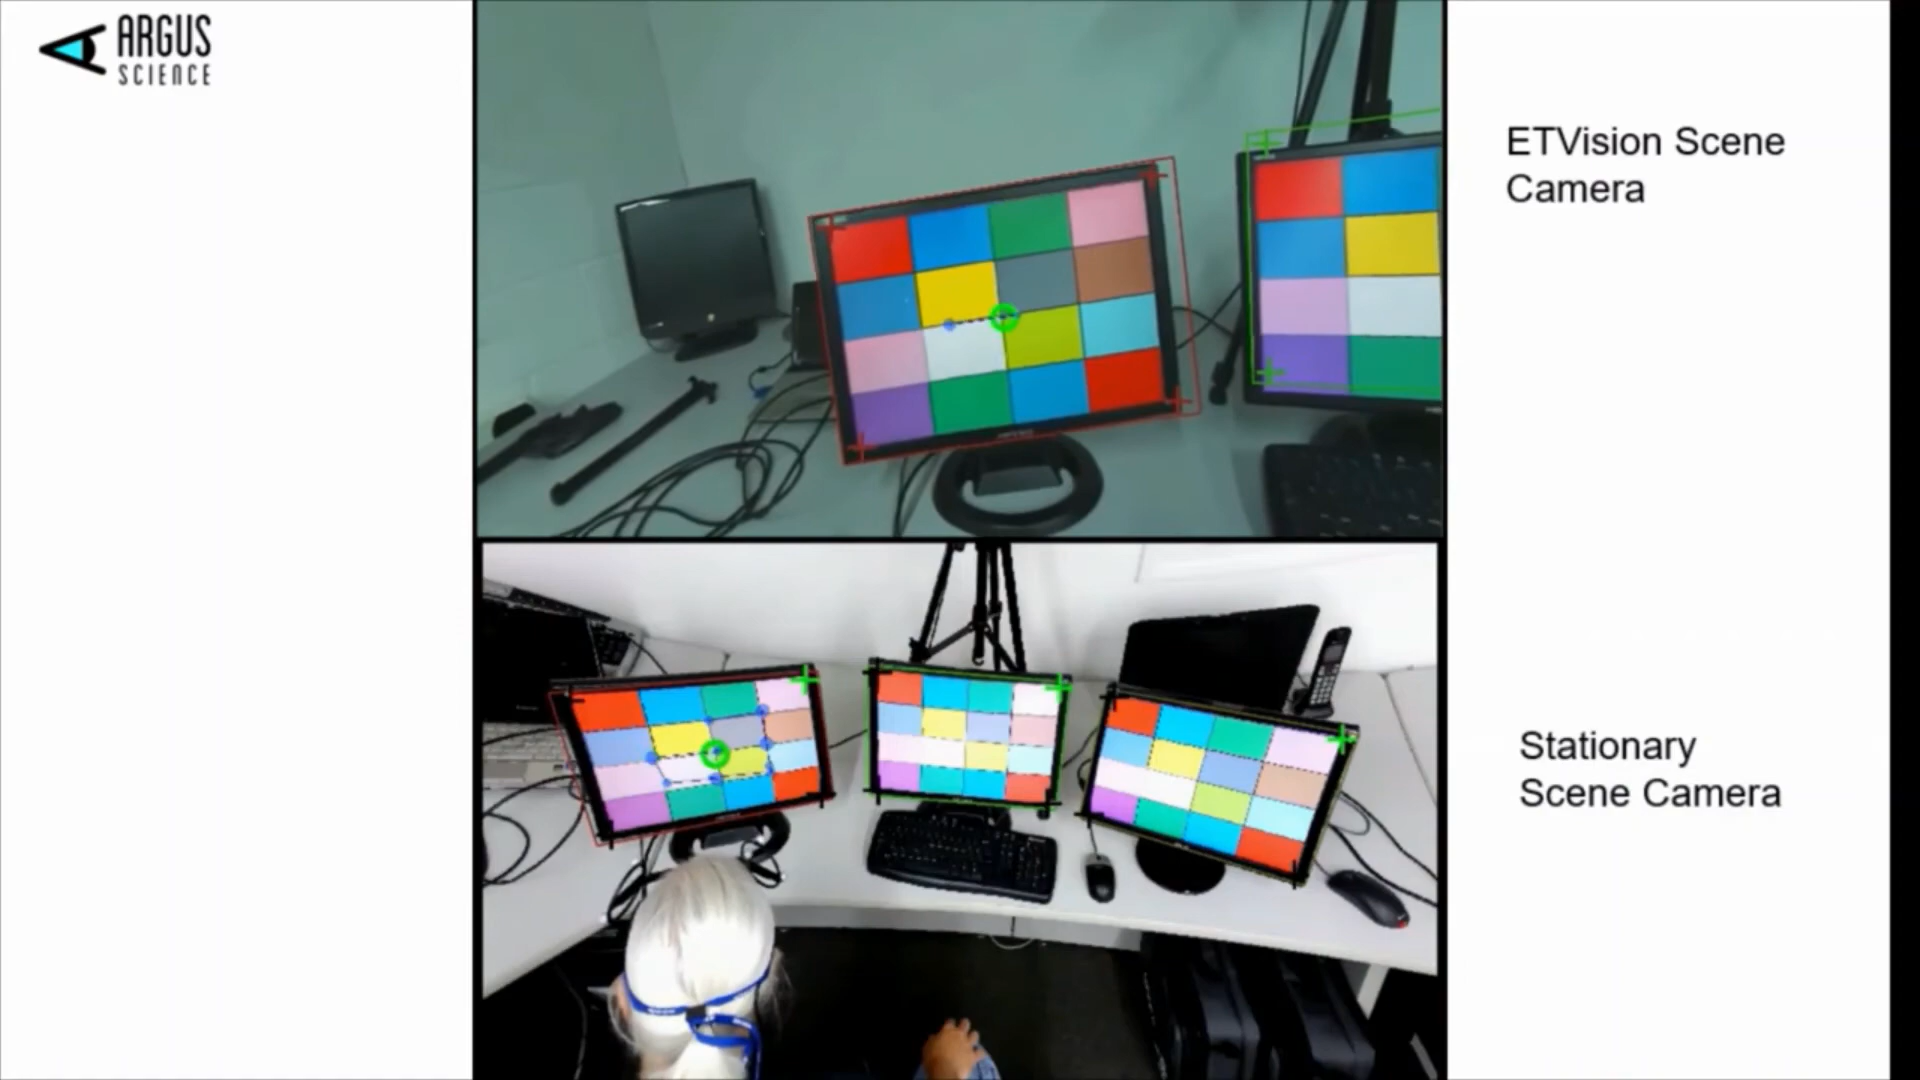 ARGUS
SCIENCE
ETVision Scene
Camera
Stationary
Scene Camera